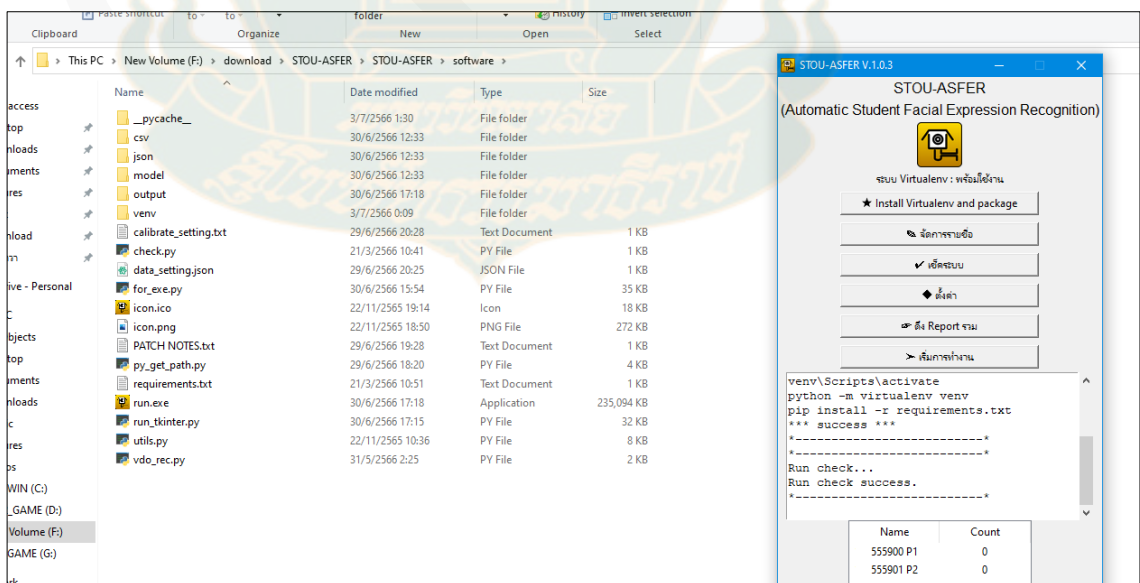 Paste shortcut to to folder History Invert selection
Clipboard Organize New Open Select
This PC › New Volume (F:) › download › STOU-ASFER › STOU-ASFER › software ›
Name Date modified Type Size
__pycache__ 3/7/2566 1:30 File folder
csv 30/6/2566 12:33 File folder
json 30/6/2566 12:33 File folder
model 30/6/2566 12:33 File folder
output 30/6/2566 17:18 File folder
venv 3/7/2566 0:09 File folder
calibrate_setting.txt 29/6/2566 20:28 Text Document 1 KB
check.py 21/3/2566 10:41 PY File 1 KB
data_setting.json 29/6/2566 20:25 JSON File 1 KB
for_exe.py 30/6/2566 15:54 PY File 35 KB
icon.ico 22/11/2565 19:14 Icon 18 KB
icon.png 22/11/2565 18:50 PNG File 272 KB
PATCH NOTES.txt 29/6/2566 19:28 Text Document 1 KB
py_get_path.py 29/6/2566 18:20 PY File 4 KB
requirements.txt 21/3/2566 10:51 Text Document 1 KB
run.exe 30/6/2566 17:18 Application 235,094 KB
run_tkinter.py 30/6/2566 17:15 PY File 32 KB
utils.py 22/11/2565 10:36 PY File 8 KB
vdo_rec.py 31/5/2566 2:25 PY File 2 KB
access
top
nloads
uments
ures
nload
ive - Personal
C
bjects
top
uments
nloads
c
ures
os
WIN (C:)
_GAME (D:)
Volume (F:)
GAME (G:)
STOU-ASFER V.1.0.3
STOU-ASFER
(Automatic Student Facial Expression Recognition)
ระบบ Virtualenv : พร้อมใช้งาน
★ Install Virtualenv and package
✎ จัดการรายชื่อ
✔ เช็คระบบ
◆ ตั้งค่า
☞ ดึง Report รวม
➢ เริ่มการทำงาน
venv\Scripts\activate
python -m virtualenv venv
pip install -r requirements.txt
*** success ***
*-----------------------*
*-----------------------*
Run check...
Run check success.
*-----------------------*
Name Count
555900 P1 0
555901 P2 0